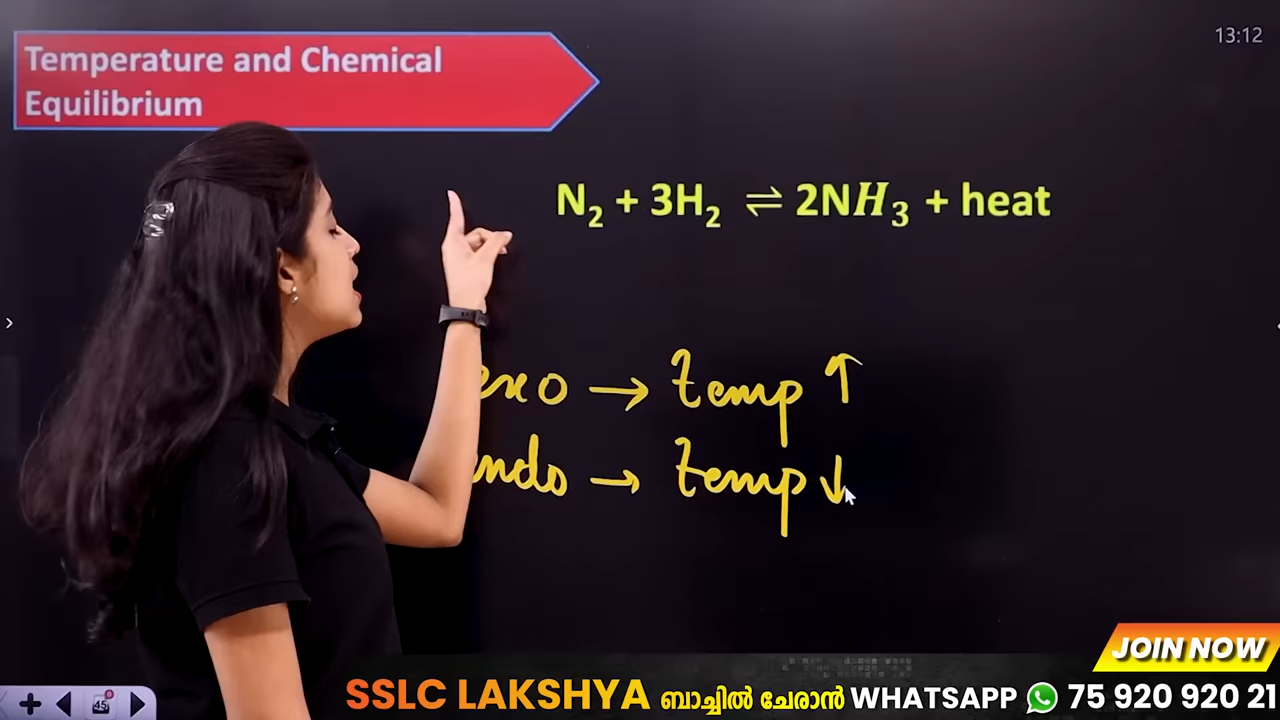 Temperature and Chemical
Equilibrium
13:12
N₂ + 3H₂ ⇌ 2NH₃ + heat
exo → temp ↑
endo → temp ↓
45
JOIN NOW
SSLC LAKSHYA ബാച്ചിൽ ചേരാൻ WHATSAPP 75 920 920 21